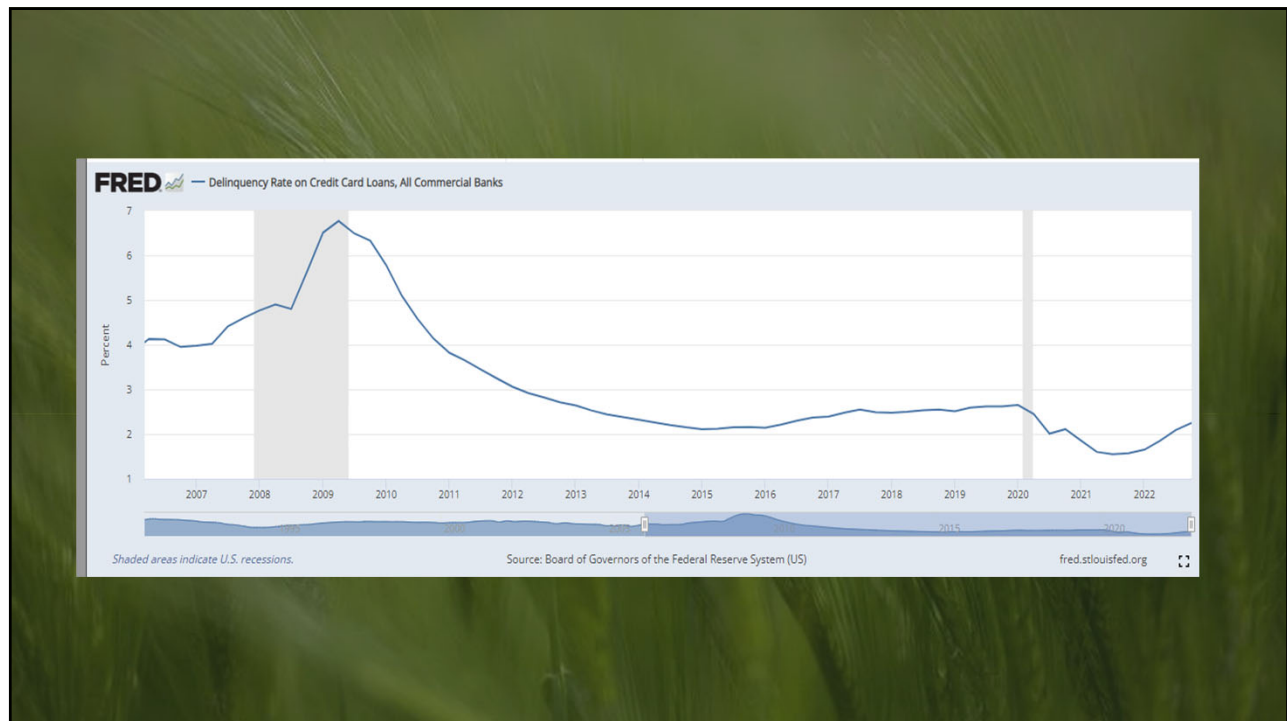 FRED — Delinquency Rate on Credit Card Loans, All Commercial Banks
7
6
5
4
3
2
1
Percent
2007 2008 2009 2010 2011 2012 2013 2014 2015 2016 2017 2018 2019 2020 2021 2022
2015 2020
Shaded areas indicate U.S. recessions. Source: Board of Governors of the Federal Reserve System (US) fred.stlouisfed.org